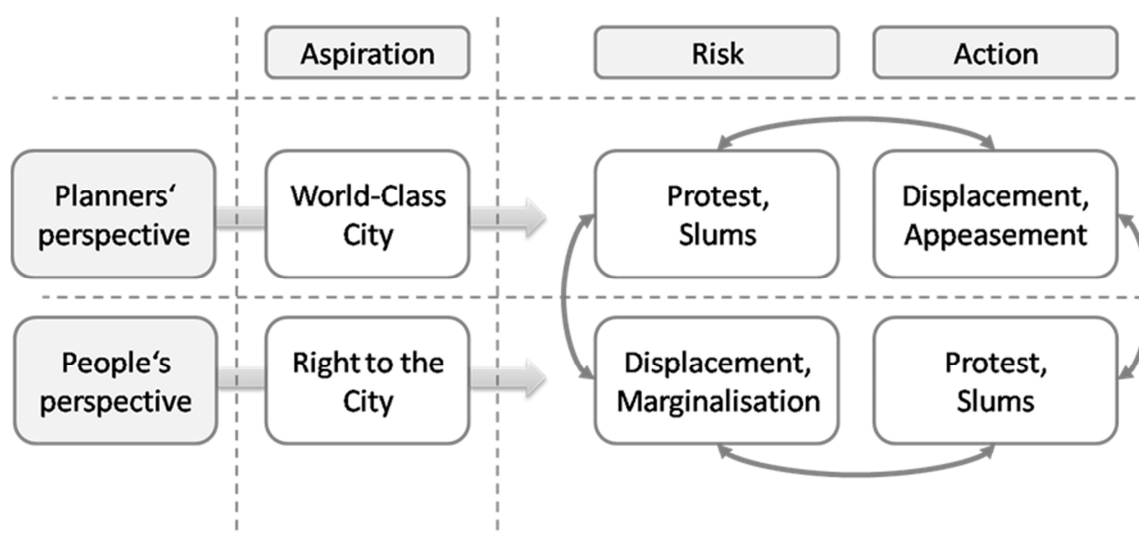 Aspiration
Risk
Action
Planners‘
perspective
World-Class
City
Protest,
Slums
Displacement,
Appeasement
People‘s
perspective
Right to the
City
Displacement,
Marginalisation
Protest,
Slums